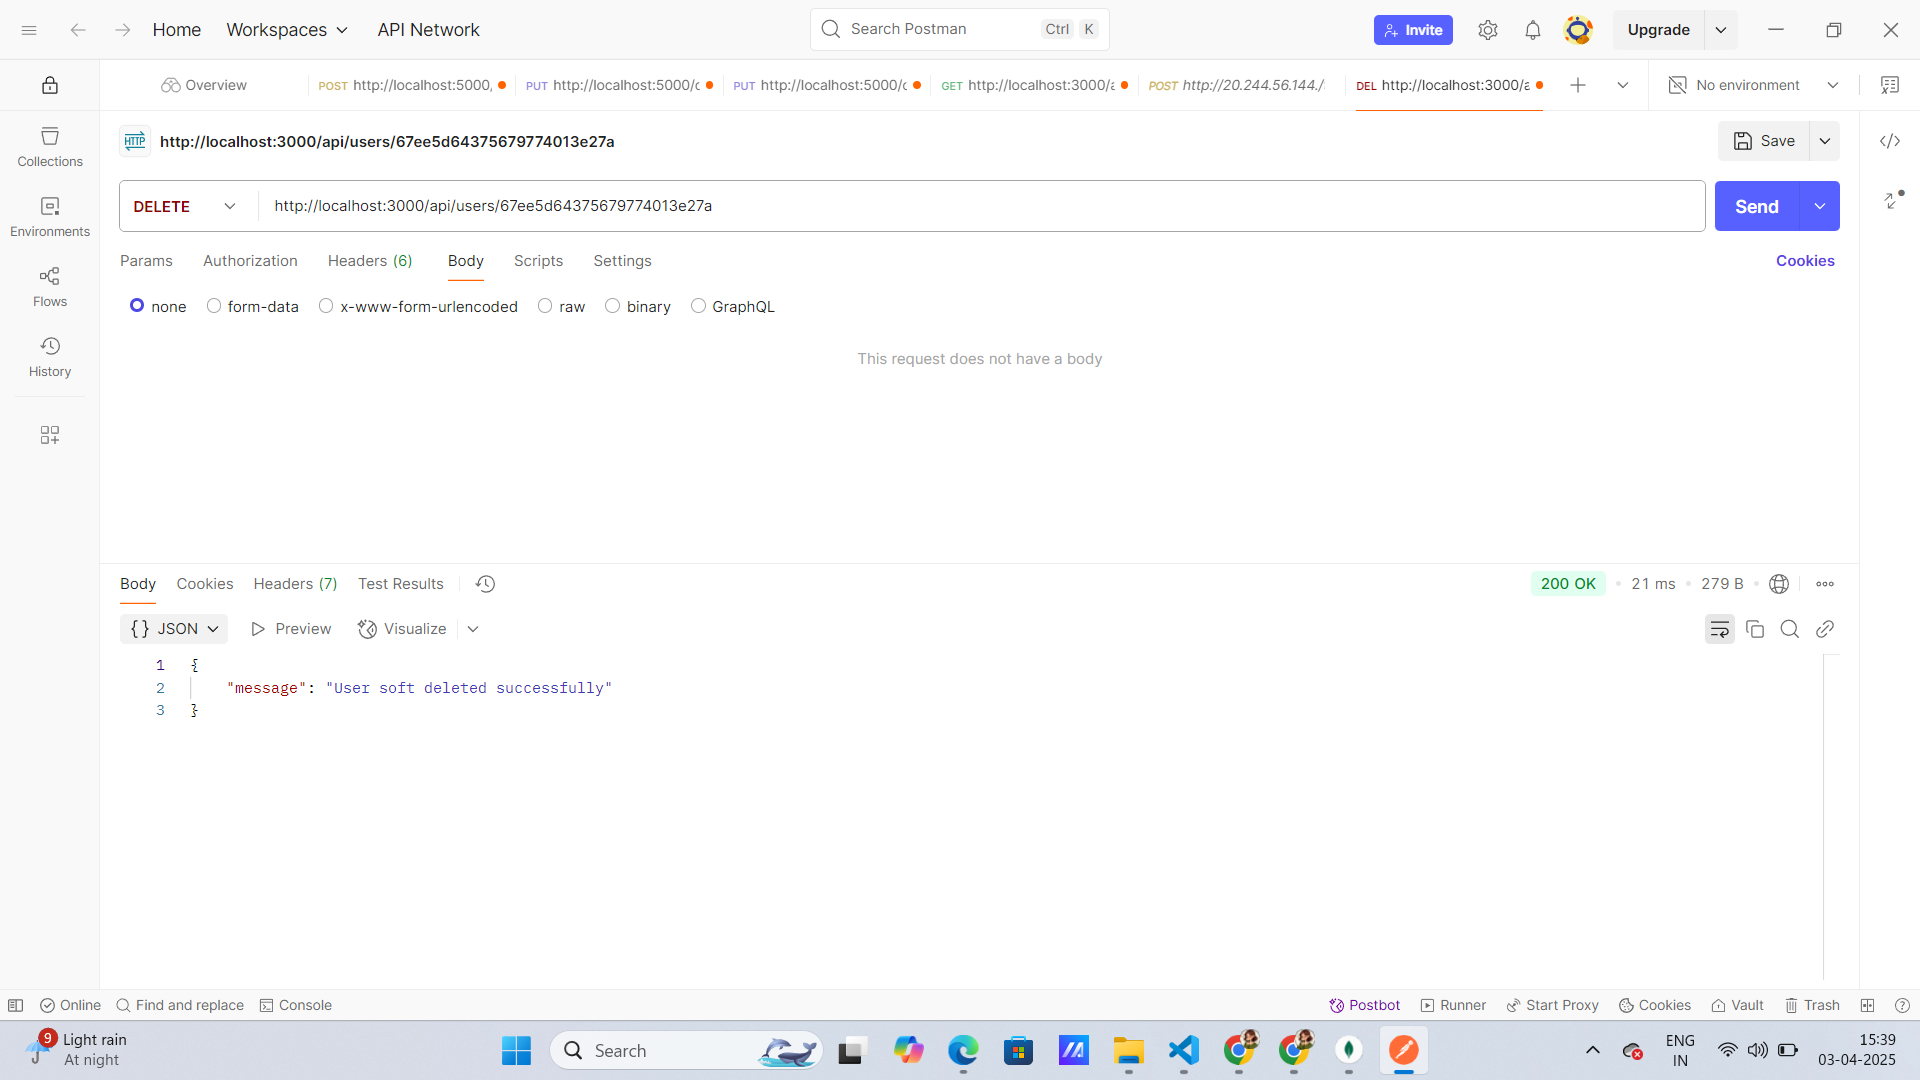 Home Workspaces API Network Search Postman Ctrl K Invite Upgrade
Overview POST http://localhost:5000, PUT http://localhost:5000/c PUT http://localhost:5000/c GET http://localhost:3000/a POST http://20.244.56.144./ DEL http://localhost:3000/a No environment
Collections
Environments
Flows
History
HTTP http://localhost:3000/api/users/67ee5d64375679774013e27a Save
DELETE http://localhost:3000/api/users/67ee5d64375679774013e27a Send
Params Authorization Headers (6) Body Scripts Settings Cookies
none form-data x-www-form-urlencoded raw binary GraphQL
This request does not have a body
Body Cookies Headers (7) Test Results 200 OK 21 ms 279 B
{} JSON Preview Visualize
1 {
2 "message": "User soft deleted successfully"
3 }
Online Find and replace Console Postbot Runner Start Proxy Cookies Vault Trash
9 Light rain
At night
Search
ENG
IN
15:39
03-04-2025